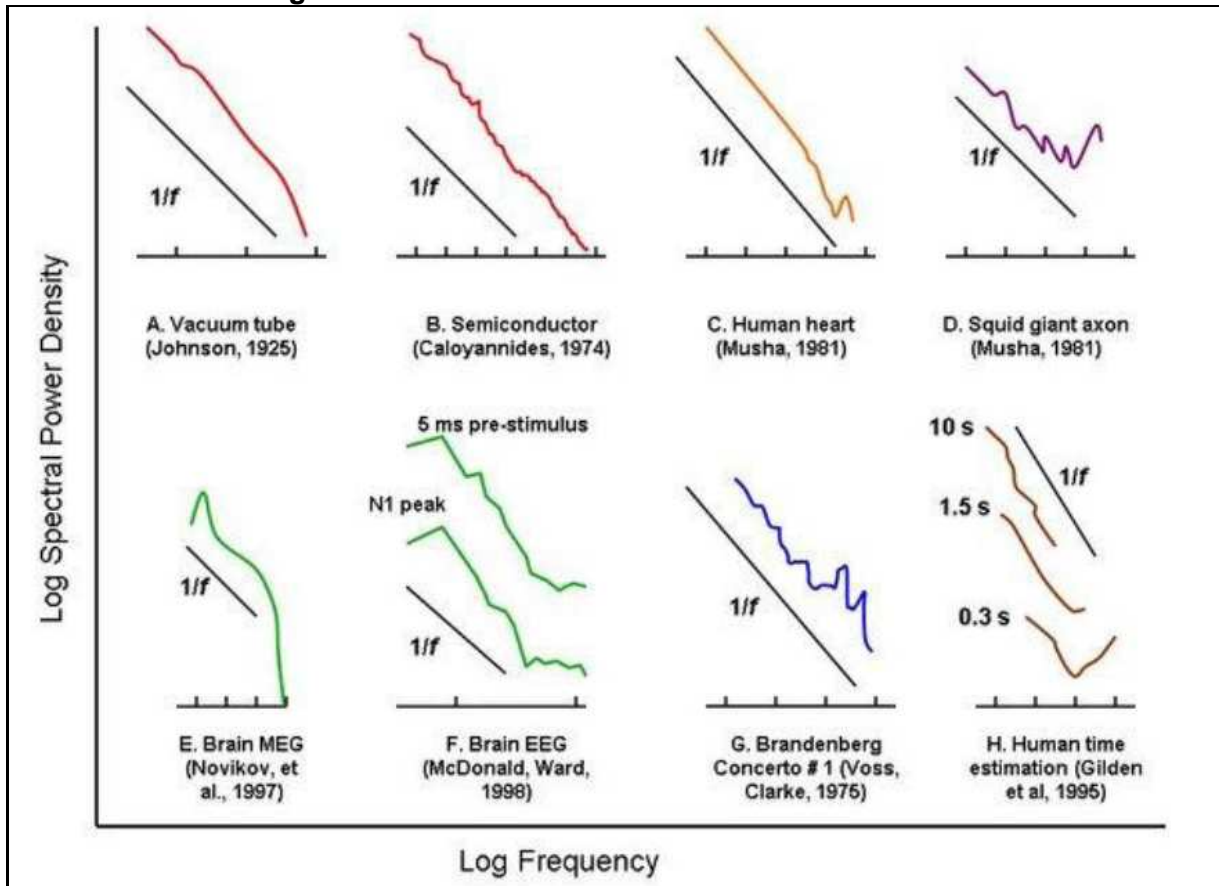 Log Spectral Power Density
1/f
1/f
1/f
1/f
A. Vacuum tube
(Johnson, 1925)
B. Semiconductor
(Caloyannides, 1974)
C. Human heart
(Musha, 1981)
D. Squid giant axon
(Musha, 1981)
1/f
5 ms pre-stimulus
N1 peak
1/f
1/f
10 s
1/f
1.5 s
0.3 s
E. Brain MEG
(Novikov, et
al., 1997)
F. Brain EEG
(McDonald, Ward,
1998)
G. Brandenberg
Concerto # 1 (Voss,
Clarke, 1975)
H. Human time
estimation (Gilden
et al, 1995)
Log Frequency